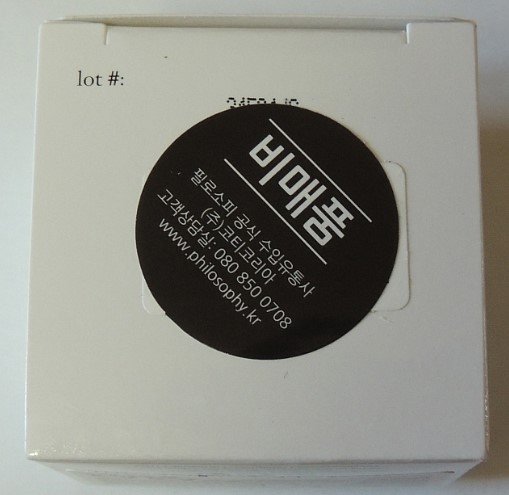 lot #:
비매품
필로소피 공식 수입유통사
(주)코티코리아
고객상담실: 080 850 0708
www.philosophy.kr